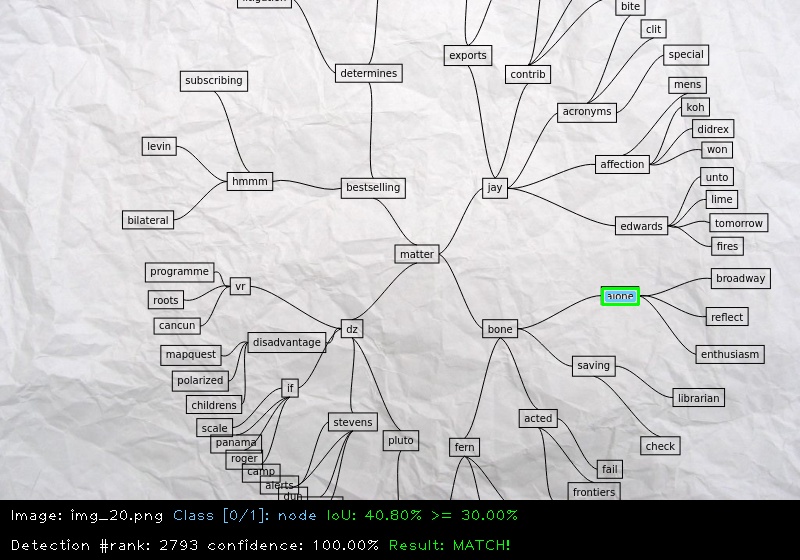 bite
exports
clit
special
determines
contrib
subscribing
mens
acronyms
koh
didrex
levin
won
affection
hmmm
bestselling
jay
unto
lime
bilateral
edwards
tomorrow
fires
matter
programme
broadway
vr
roots
alone
reflect
cancun
dz
bone
disadvantage
mapquest
enthusiasm
saving
polarized
if
librarian
childrens
scale
stevens
acted
panama
pluto
fern
check
roger
camp
fail
alerts
frontiers
Image: img_20.png Class [0/1]: node IoU: 40.80% >= 30.00%
Detection #rank: 2793 confidence: 100.00% Result: MATCH!